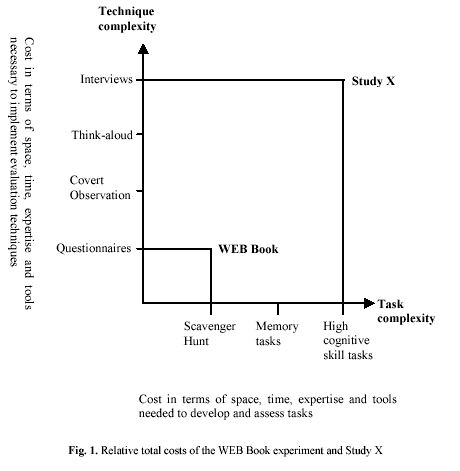 Technique
complexity
Cost in terms of space, time, expertise and tools
necessary to implement evaluation techniques
Interviews
Study X
Think-aloud
Covert
Observation
Questionnaires
WEB Book
Task
complexity
Scavenger
Hunt
Memory
tasks
High
cognitive
skill tasks
Cost in terms of space, time, expertise and tools
needed to develop and assess tasks
Fig. 1. Relative total costs of the WEB Book experiment and Study X